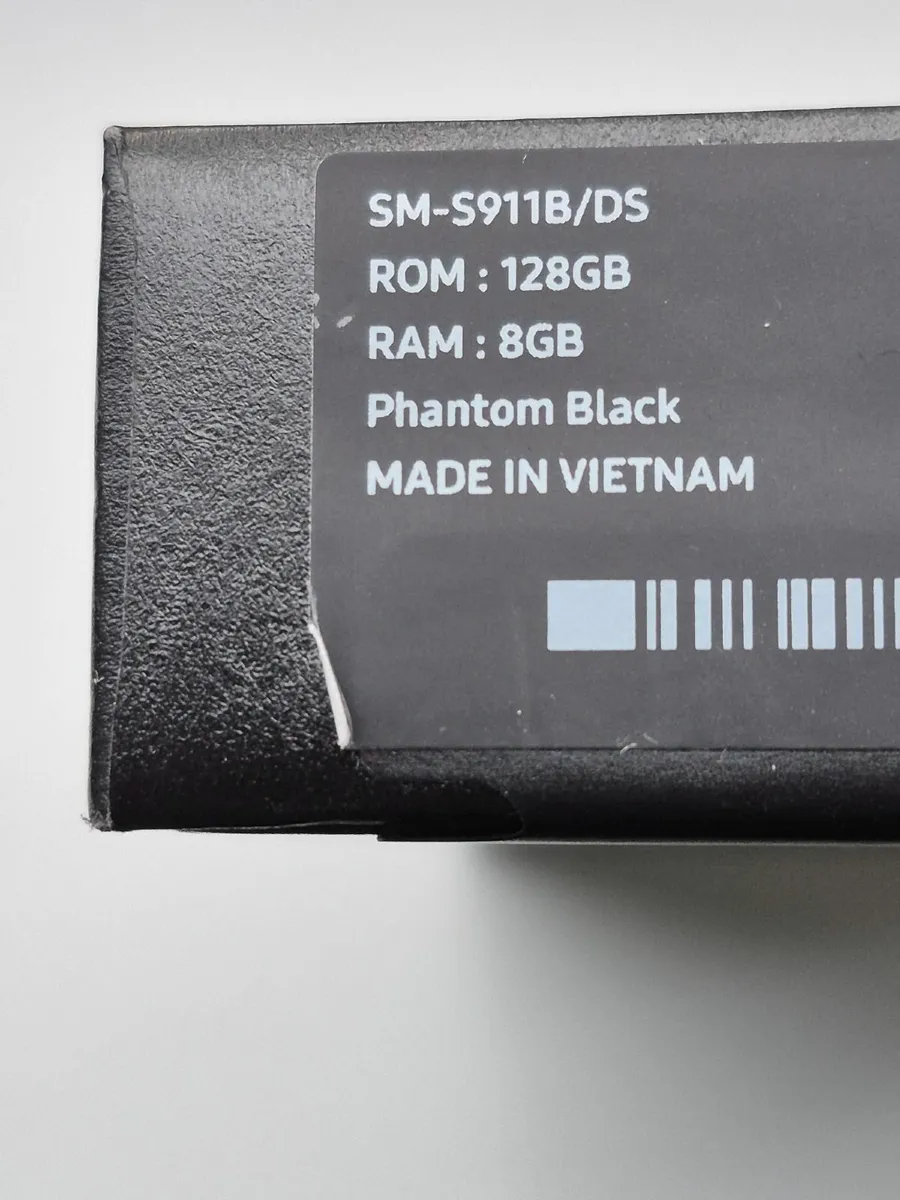 SM-S911B/DS
ROM : 128GB
RAM : 8GB
Phantom Black
MADE IN VIETNAM